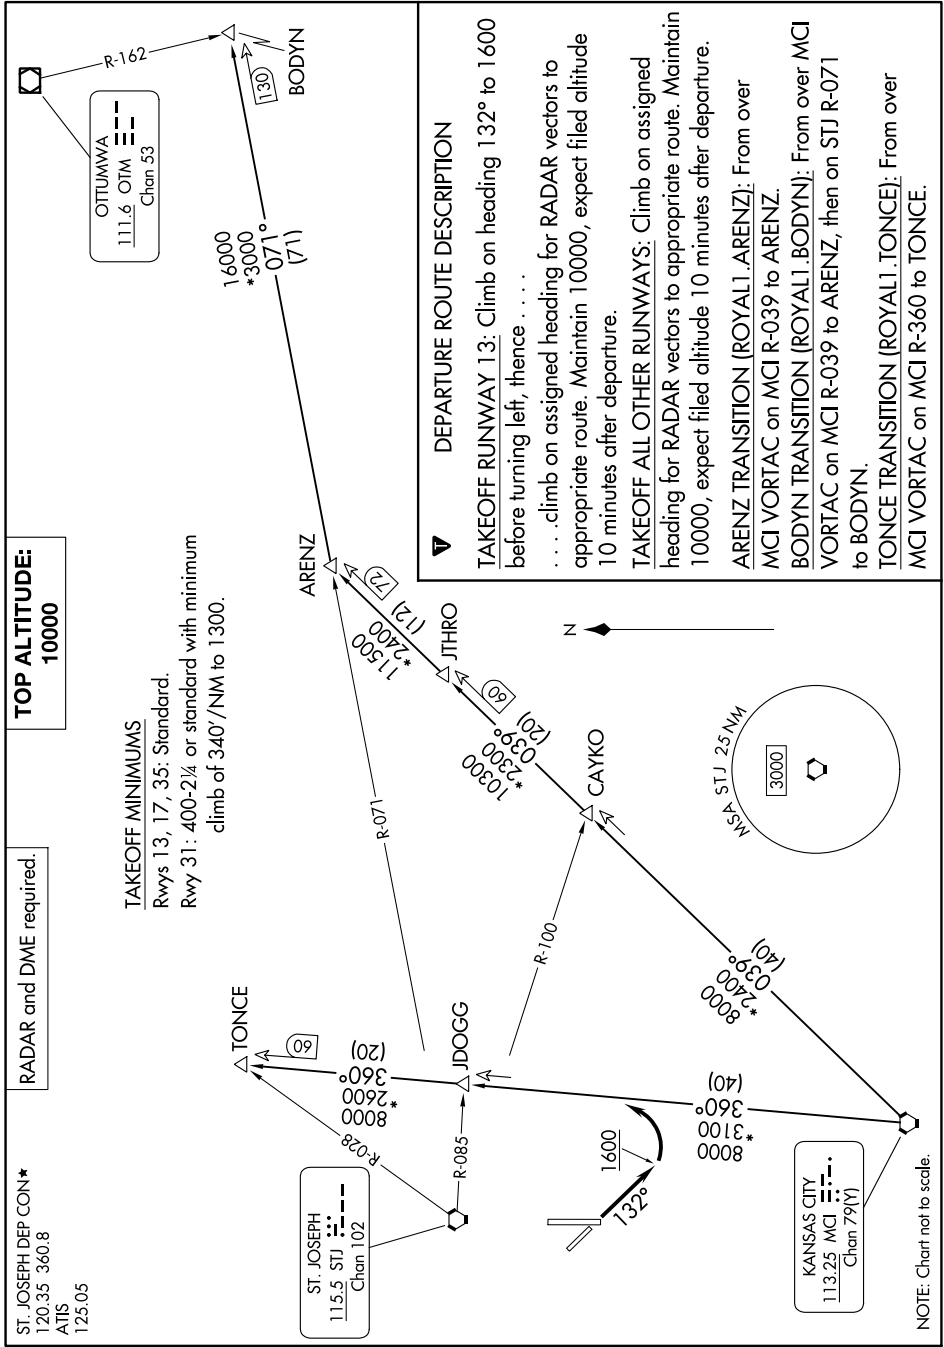 ST. JOSEPH DEP CON★
120.35 360.8
ATIS
125.05
RADAR and DME required.
TOP ALTITUDE:
10000
TAKEOFF MINIMUMS
Rwys 13, 17, 35: Standard.
Rwy 31: 400-2¼ or standard with minimum
climb of 340'/NM to 1300.
OTTUMWA
111.6 OTM
Chan 53
R-162
130
BODYN
16000
*3000
071°
(71)
ARENZ
72
11500
*2400
(12)
JTHRO
60
10300
*2300
039°
(20)
CAYKO
R-071
R-100
8000
*2400
039°
(40)
TONCE
60
8000
*2600
360°
(20)
JDOGG
R-028
R-085
ST. JOSEPH
115.5 STJ
Chan 102
8000
*3100
360°
(40)
1600
132°
KANSAS CITY
113.25 MCI
Chan 79(Y)
N
MSA STJ 25 NM
3000
NOTE: Chart not to scale.
T
DEPARTURE ROUTE DESCRIPTION
TAKEOFF RUNWAY 13: Climb on heading 132° to 1600
before turning left, thence . . . .
. . . .climb on assigned heading for RADAR vectors to
appropriate route. Maintain 10000, expect filed altitude
10 minutes after departure.
TAKEOFF ALL OTHER RUNWAYS: Climb on assigned
heading for RADAR vectors to appropriate route. Maintain
10000, expect filed altitude 10 minutes after departure.
ARENZ TRANSITION (ROYAL1.ARENZ): From over
MCI VORTAC on MCI R-039 to ARENZ.
BODYN TRANSITION (ROYAL1.BODYN): From over MCI
VORTAC on MCI R-039 to ARENZ, then on STJ R-071
to BODYN.
TONCE TRANSITION (ROYAL1.TONCE): From over
MCI VORTAC on MCI R-360 to TONCE.